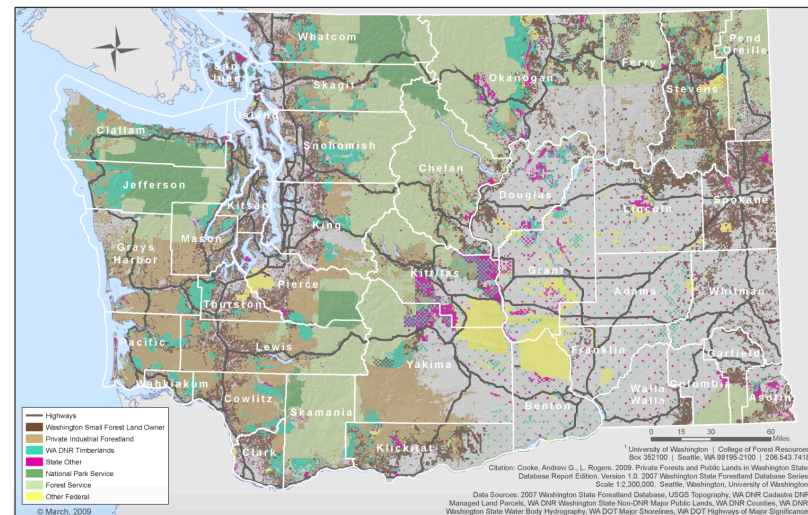 Whatcom
Pend
Oreille
San
Juan
Okanogan
Ferry
Skagit
Stevens
Island
Clallam
Snohomish
Chelan
Jefferson
Douglas
Kitsap
Lincoln
Spokane
King
Mason
Grays
Harbor
Kittitas
Grant
Pierce
Adams
Whitman
Thurston
Pacific
Lewis
Franklin
Yakima
Garfield
Wahkiakum
Walla
Walla
Columbia
Cowlitz
Benton
Asotin
Skamania
Klickitat
Clark
Highways
Washington Small Forest Land Owner
Private Industrial Forestland
WA DNR Timberlands
State Other
National Park Service
Forest Service
Other Federal
© March, 2009
0 15 30 60
Miles
1 University of Washington | College of Forest Resources
Box 352100 | Seattle, WA 98195-2100 | 206.543.7418
Citation: Cooke, Andrew G., L. Rogers. 2009. Private Forests and Public Lands in Washington State
Database Report Edition. Version 1.0. 2007 Washington State Forestland Database Series
Scale 1:2,300,000. Seattle, Washington, University of Washington
Data Sources: 2007 Washington State Forestland Database, USGS Topography, WA DNR Cadastre DNR
Managed Land Parcels, WA DNR Washington State Non-DNR Major Public Lands, WA DNR Counties, WA DNR
Washington State Water Body Hydrography, WA DOT Major Shorelines, WA DOT Highways of Major Significance